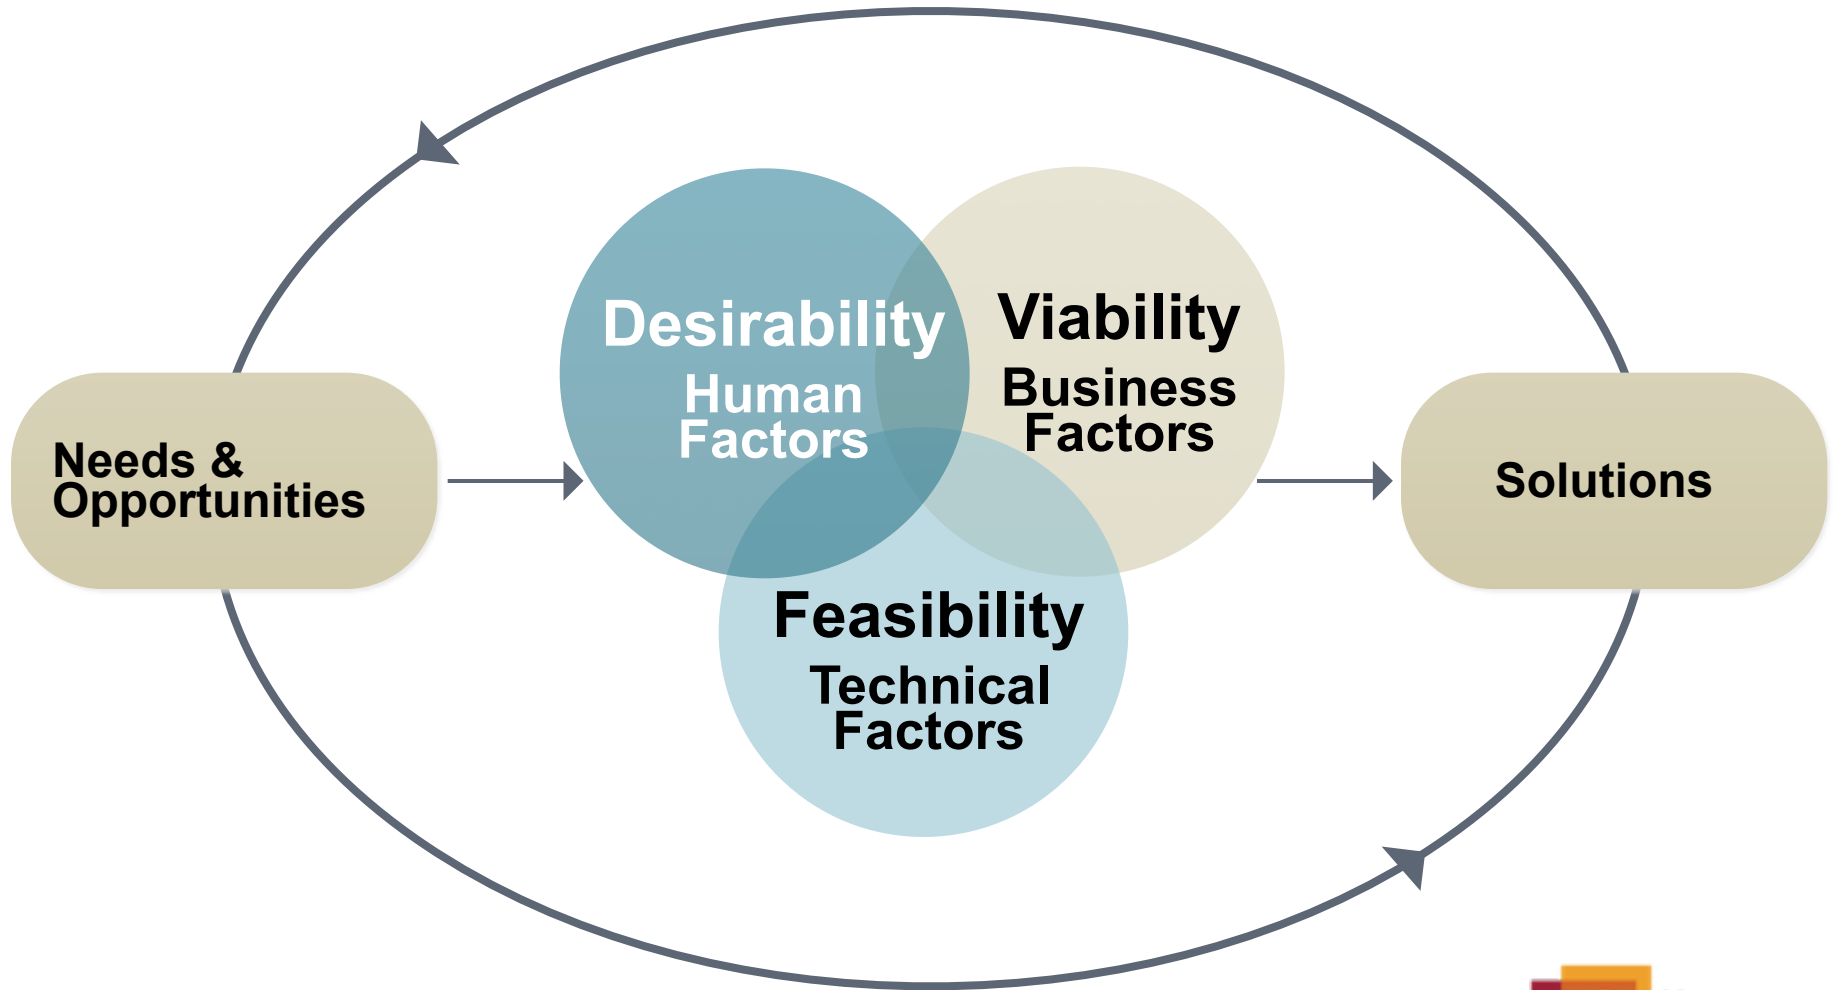 Desirability
Human
Factors
Viability
Business
Factors
Needs &
Opportunities
Solutions
Feasibility
Technical
Factors